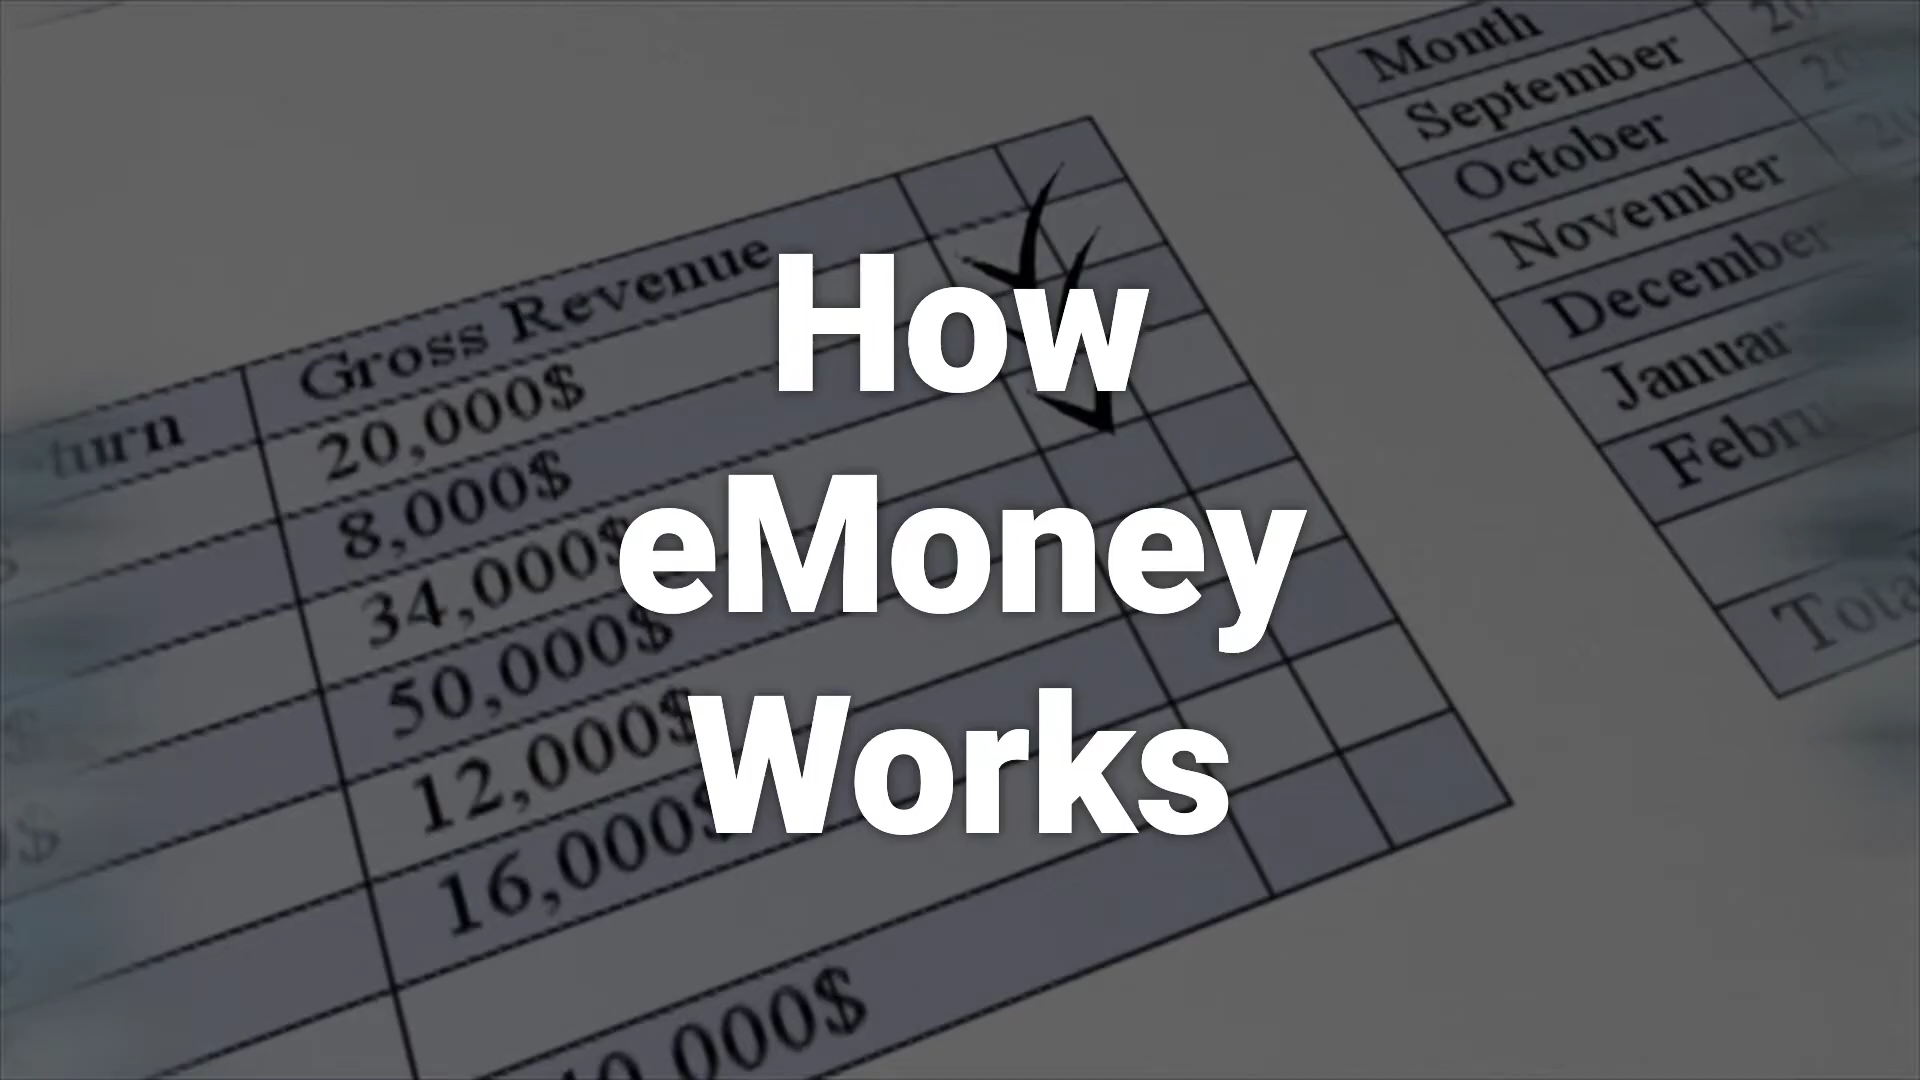 How
eMoney
Works
Gross Revenue
20,000$
8,000$
34,000$
50,000$
12,000$
16,000$
Month
September
October
November
December